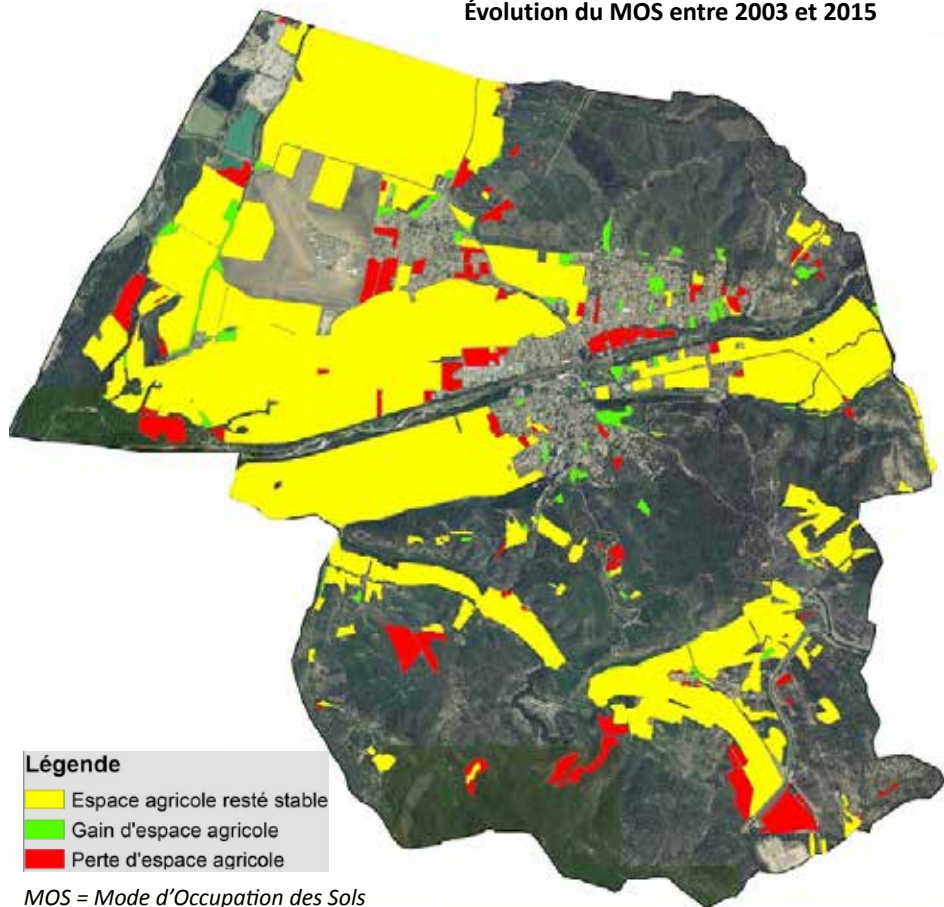 Évolution du MOS entre 2003 et 2015
Légende
Espace agricole resté stable
Gain d'espace agricole
Perte d'espace agricole
MOS = Mode d'Occupation des Sols